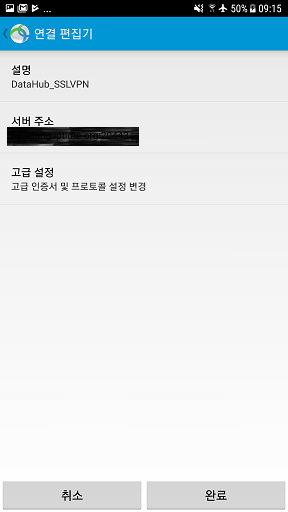 ... 50% 09:15
연결 편집기
설명
DataHub_SSLVPN
서버 주소
고급 설정
고급 인증서 및 프로토콜 설정 변경
취소 완료